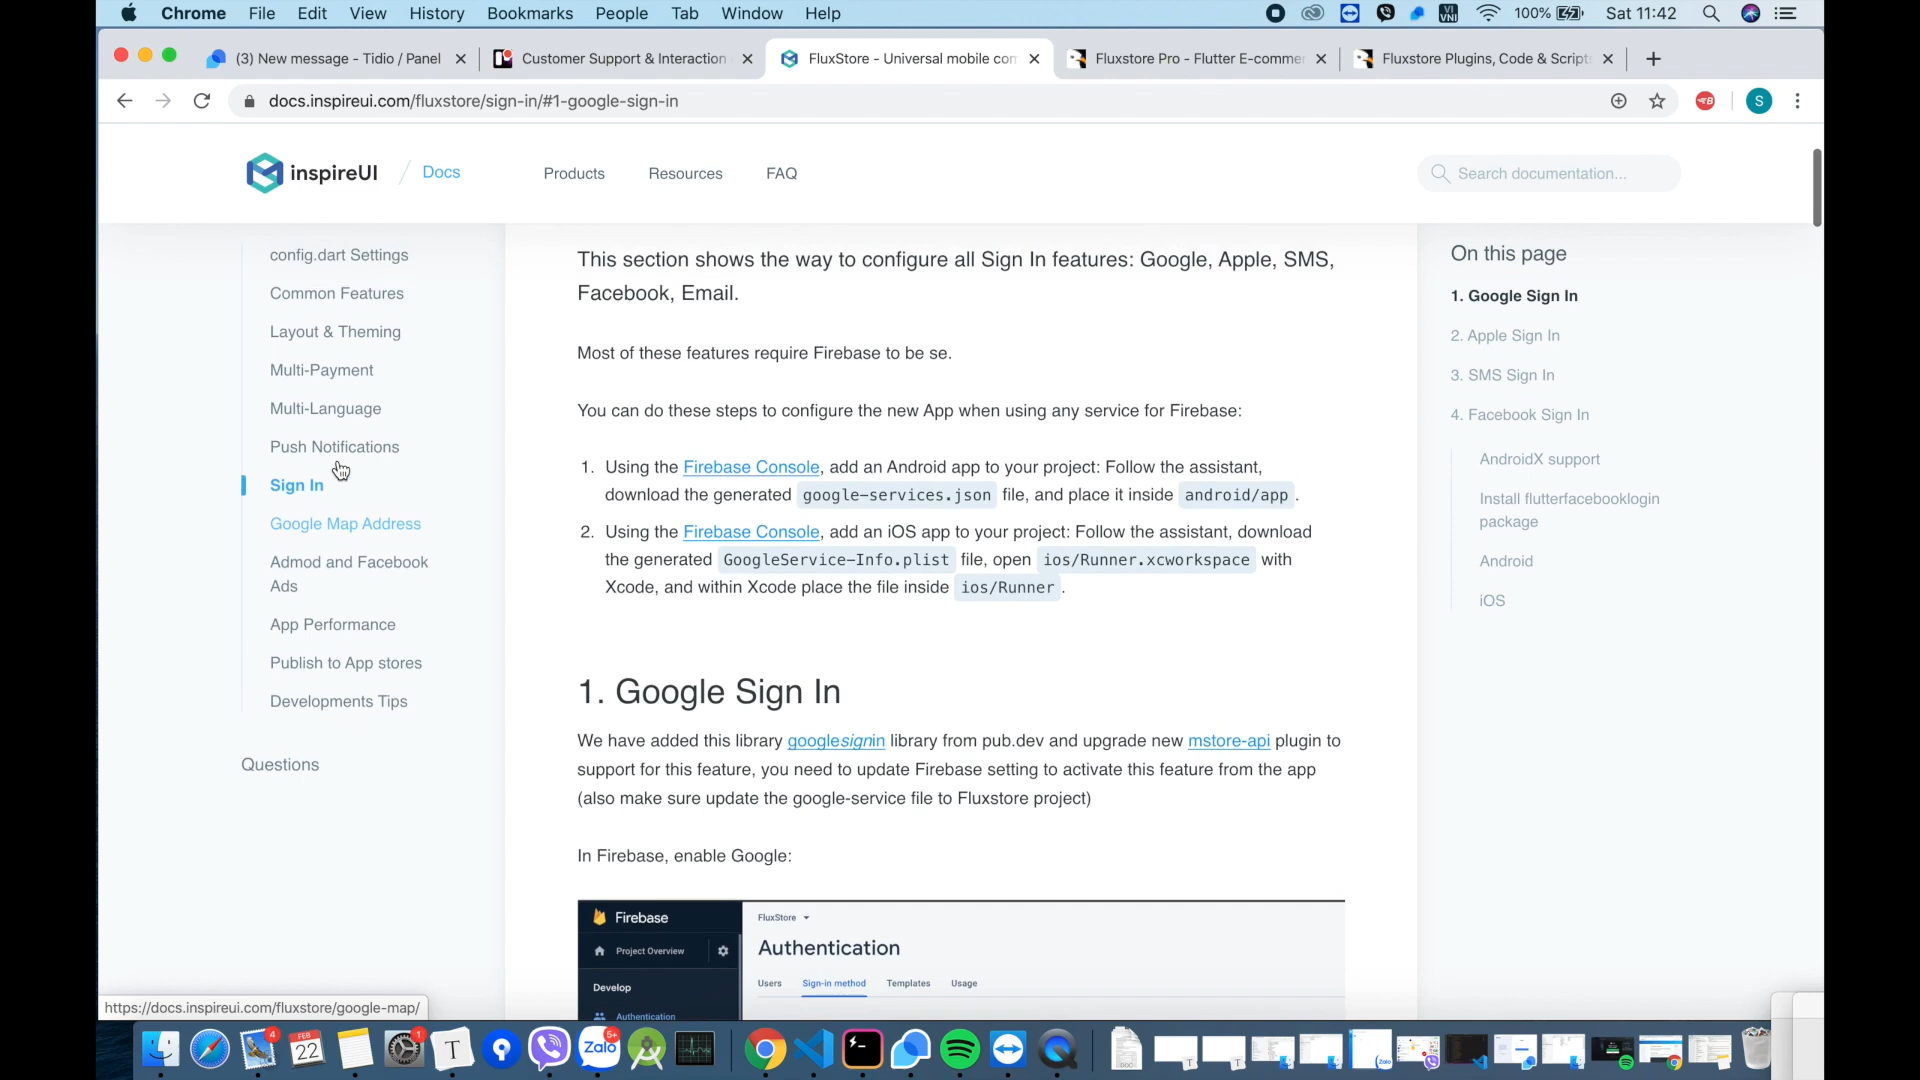 Chrome File Edit View History Bookmarks People Tab Window Help
VI VNI
100%
Sat 11:42
(3) New message - Tidio / Panel
Customer Support & Interaction
FluxStore - Universal mobile com
Fluxstore Pro - Flutter E-commer
Fluxstore Plugins, Code & Scripts
docs.inspireui.com/fluxstore/sign-in/#1-google-sign-in
S
inspireUI / Docs
Products
Resources
FAQ
Search documentation...
config.dart Settings
Common Features
Layout & Theming
Multi-Payment
Multi-Language
Push Notifications
Sign In
Google Map Address
Admod and Facebook
Ads
App Performance
Publish to App stores
Developments Tips
Questions
This section shows the way to configure all Sign In features: Google, Apple, SMS,
Facebook, Email.
Most of these features require Firebase to be se.
You can do these steps to configure the new App when using any service for Firebase:
1. Using the Firebase Console, add an Android app to your project: Follow the assistant,
download the generated google-services.json file, and place it inside android/app .
2. Using the Firebase Console, add an iOS app to your project: Follow the assistant, download
the generated GoogleService-Info.plist file, open ios/Runner.xcworkspace with
Xcode, and within Xcode place the file inside ios/Runner .
1. Google Sign In
We have added this library googlesignin library from pub.dev and upgrade new mstore-api plugin to
support for this feature, you need to update Firebase setting to activate this feature from the app
(also make sure update the google-service file to Fluxstore project)
In Firebase, enable Google:
Firebase
Project Overview
Develop
Authentication
FluxStore
Authentication
Users Sign-in method Templates Usage
On this page
1. Google Sign In
2. Apple Sign In
3. SMS Sign In
4. Facebook Sign In
AndroidX support
Install flutterfacebooklogin
package
Android
iOS
https://docs.inspireui.com/fluxstore/google-map/
4
FEB
22
1
T
Zalo
5+